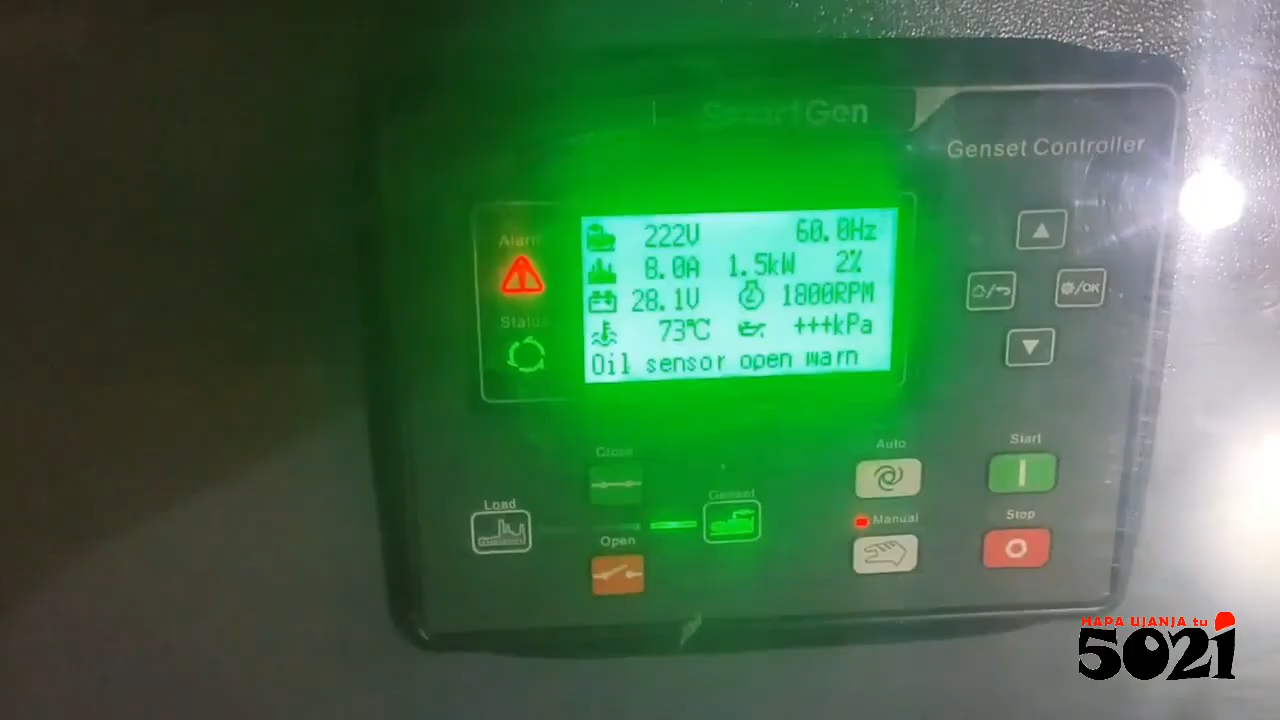 SmartGen
Genset Controller
Alarm
222V 60.0Hz
8.0A 1.5kW 2%
28.1V 1800RPM
73℃ +++kPa
Oil sensor open warn
Status
/OK
Close
Auto
Start
Load
Genset
Manual
Stop
Open
HAPA UJANJA tu
5021